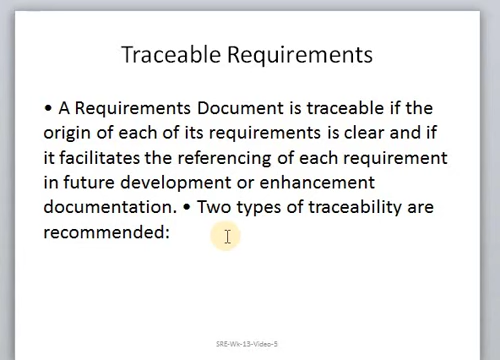 Traceable Requirements
• A Requirements Document is traceable if the
origin of each of its requirements is clear and if
it facilitates the referencing of each requirement
in future development or enhancement
documentation. • Two types of traceability are
recommended:
SRE-Wk-13-Video-5